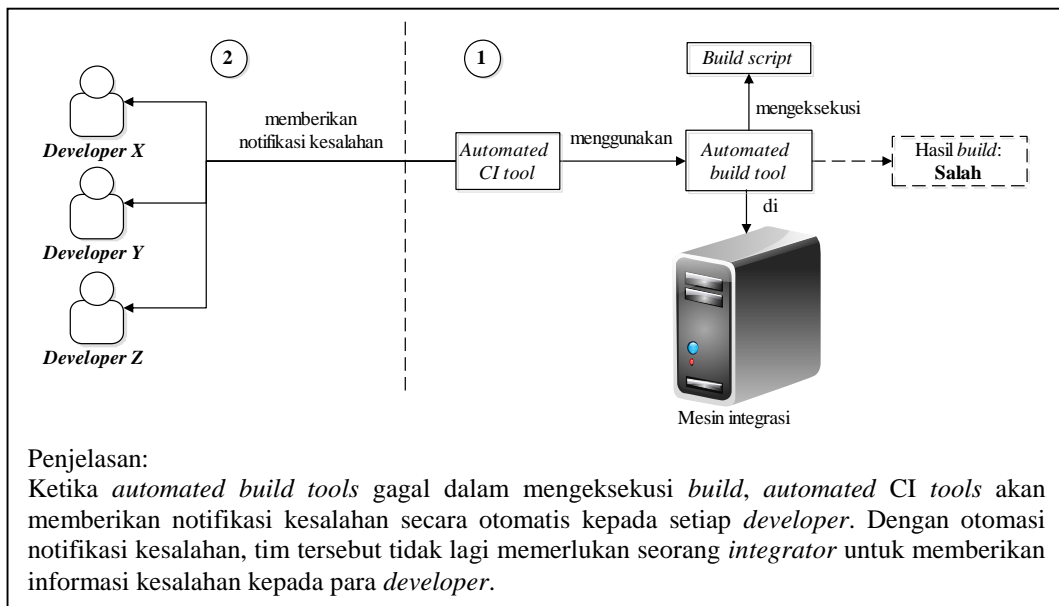 2
1
Build script
mengeksekusi
memberikan
notifikasi kesalahan
Developer X
Automated
CI tool
menggunakan
Automated
build tool
Hasil build:
Salah
di
Developer Y
Developer Z
Mesin integrasi
Penjelasan:
Ketika automated build tools gagal dalam mengeksekusi build, automated CI tools akan
memberikan notifikasi kesalahan secara otomatis kepada setiap developer. Dengan otomasi
notifikasi kesalahan, tim tersebut tidak lagi memerlukan seorang integrator untuk memberikan
informasi kesalahan kepada para developer.